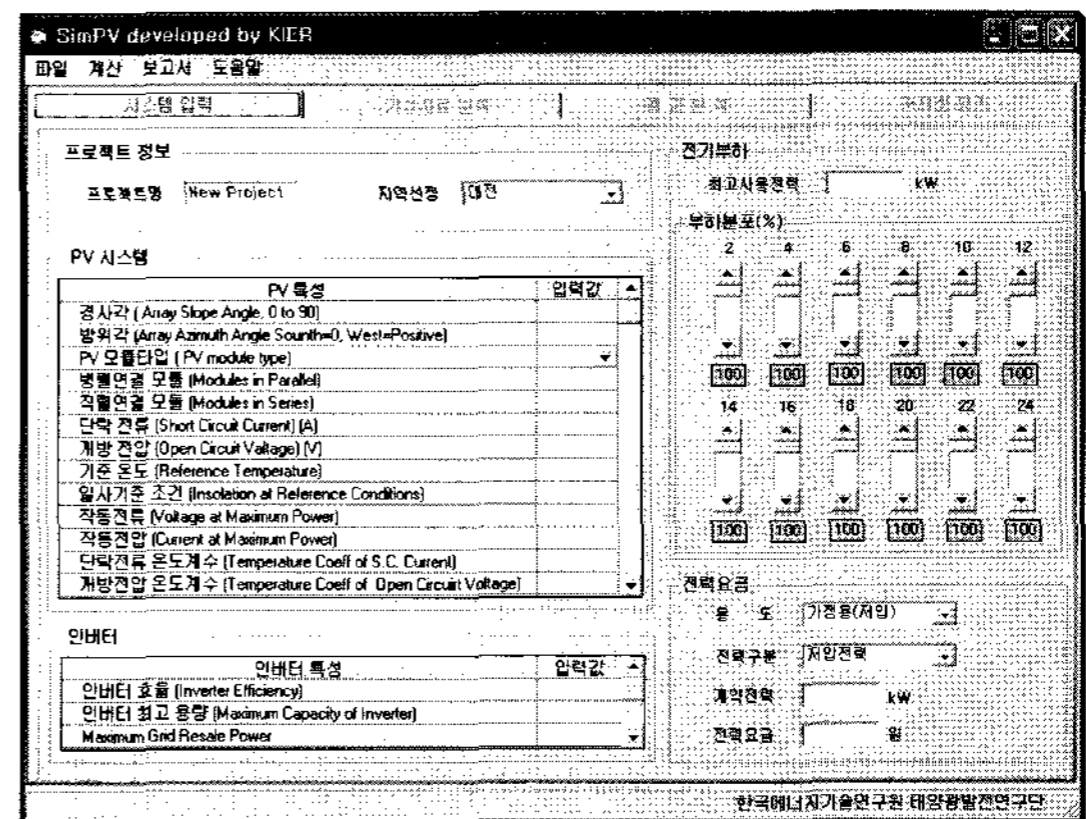 SimPV developed by KIER
파일 계산 보고서 도움말
시스템 입력
프로젝트 정보
프로젝트명 New Project 지역선정 대전
PV 시스템
PV 특성 입력값
경사각 ( Array Slope Angle, 0 to 90)
방위각 (Array Azimuth Angle Sounth=0, West=Positive)
PV 모듈타입 ( PV module type)
병렬연결 모듈 (Modules in Parallel)
직렬연결 모듈 (Modules in Series)
단락 전류 (Short Circuit Current) [A]
개방 전압 (Open Circuit Valtage) [V]
기준 온도 (Reference Temperature)
일사기준 조건 (Insolation at Reference Conditions)
작동전류 (Voltage at Maximum Power)
작동전압 (Current at Maximum Power)
단락전류 온도계수 (Temperature Coeff of S.C. Current)
개방전압 온도계수 (Temperature Coeff of Open Circuirt Voltage)
인버터
인버터 특성 입력값
인버터 효율 (Inverter Efficiency)
인버터 최고 용량 (Maximum Capacity of Inverter)
Maximum Grid Resale Power
전기부하
최고사용전력 kW
부하분포(%)
2 4 6 8 10 12
100 100 100 100 100 100
14 16 18 20 22 24
100 100 100 100 100 100
전력요금
용 도 가정용(저압)
전력구분 저압전력
계약전력 kW
전력요금 원
한국에너지기술연구원 태양광발전연구단